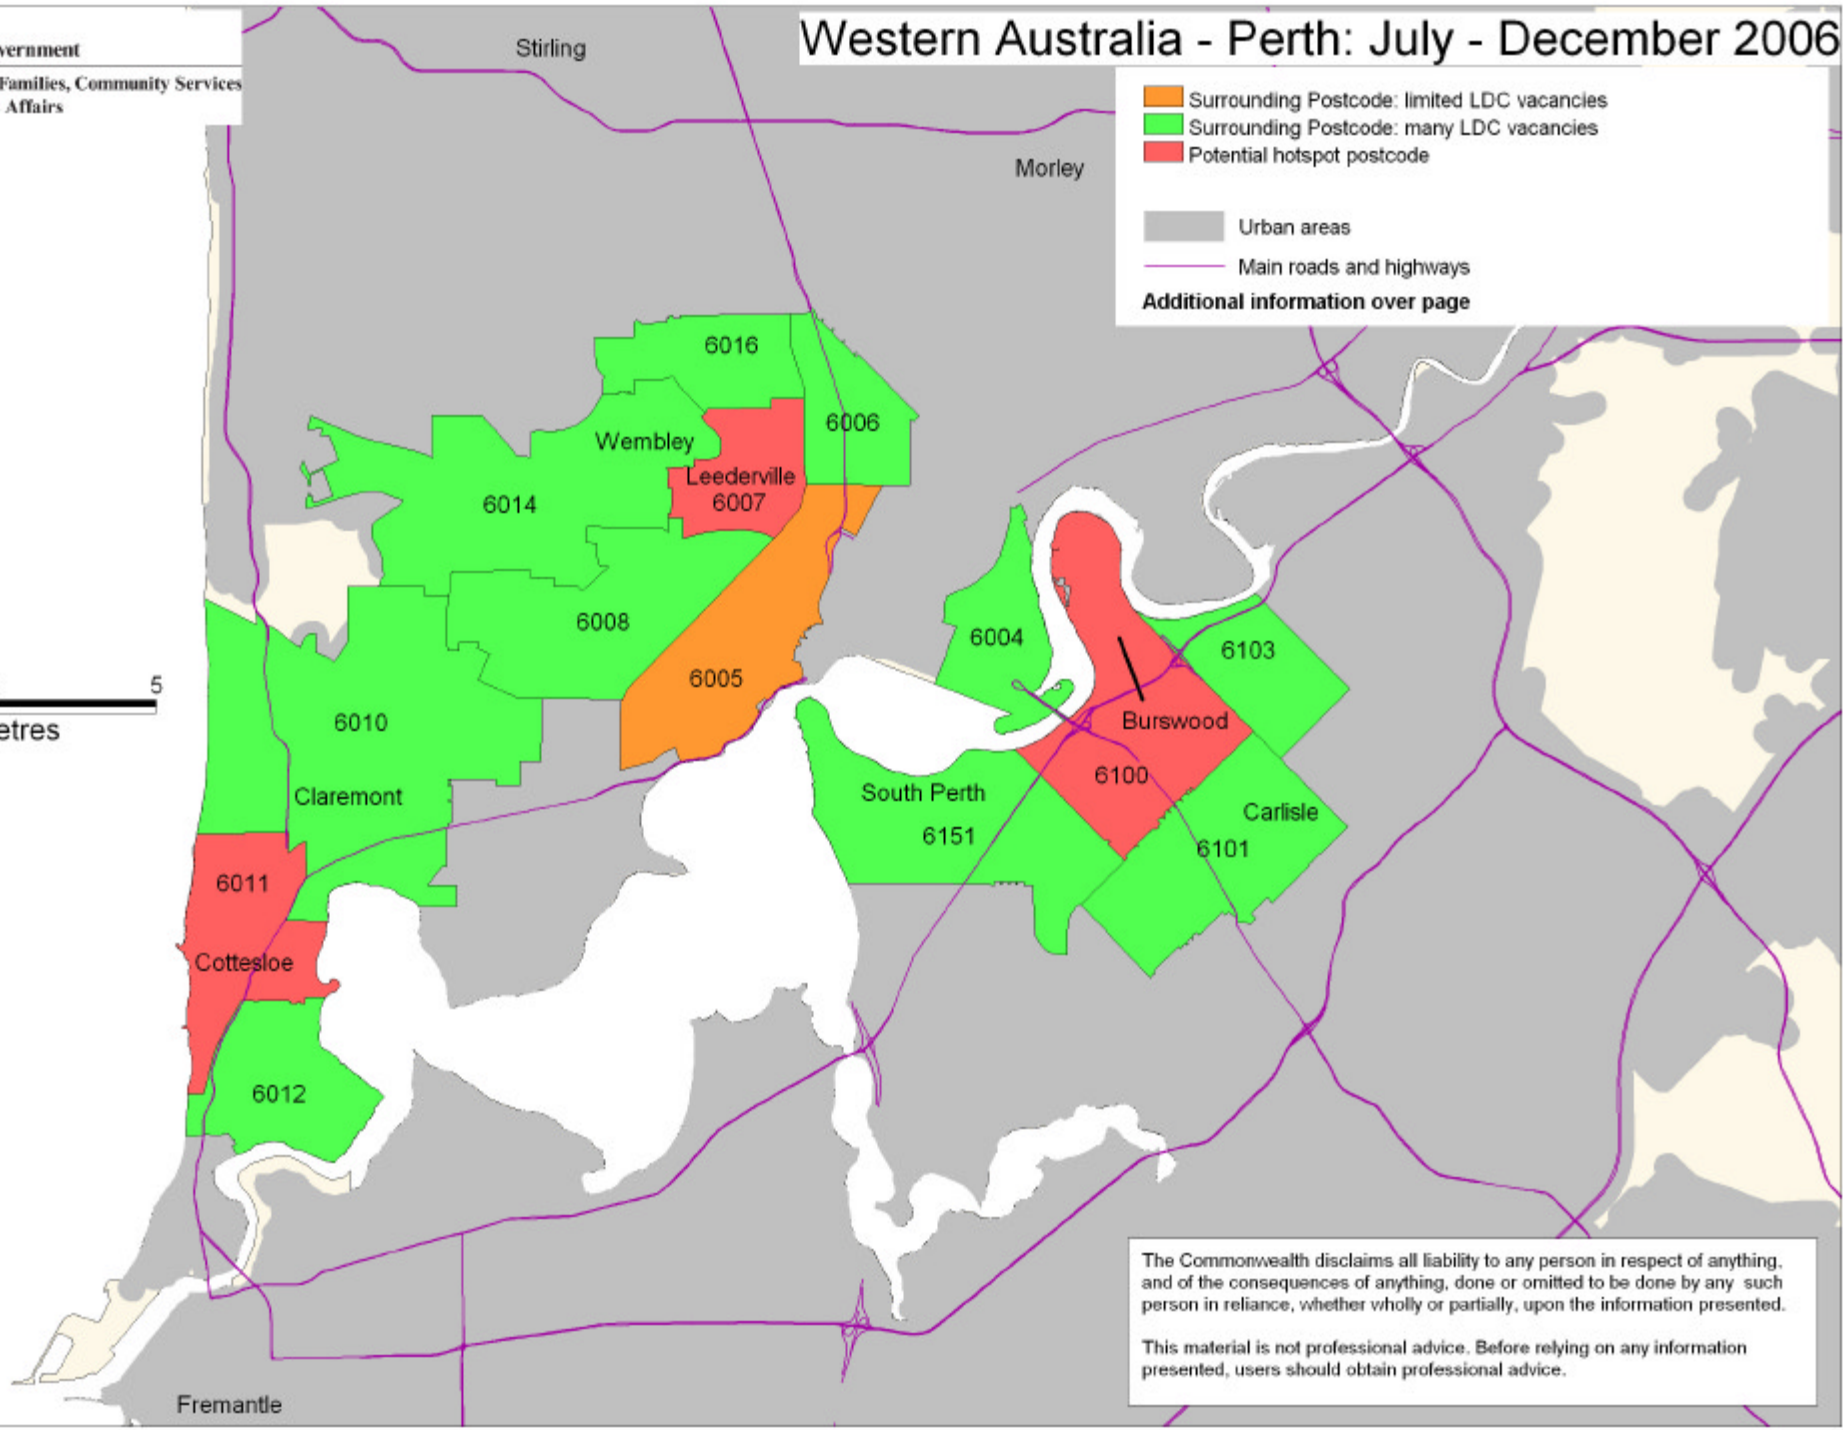 vernment
Families, Community Services
Affairs
Western Australia - Perth: July - December 2006
Surrounding Postcode: limited LDC vacancies
Surrounding Postcode: many LDC vacancies
Potential hotspot postcode
Urban areas
Main roads and highways
Additional information over page
Stirling
Morley
6016
6006
Wembley
Leederville
6007
6014
6008
6004
6103
6005
5
etres
6010
Burswood
6100
Claremont
South Perth
6151
Carlisle
6101
6011
Cottesloe
6012
Fremantle
The Commonwealth disclaims all liability to any person in respect of anything,
and of the consequences of anything, done or omitted to be done by any such
person in reliance, whether wholly or partially, upon the information presented.
This material is not professional advice. Before relying on any information
presented, users should obtain professional advice.